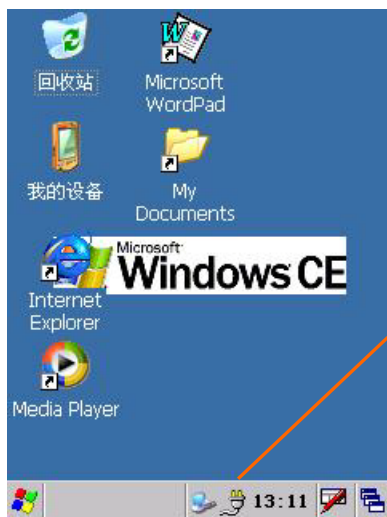 回收站
Microsoft
WordPad
我的设备
My
Documents
Microsoft
Windows CE
Internet
Explorer
Media Player
13:11